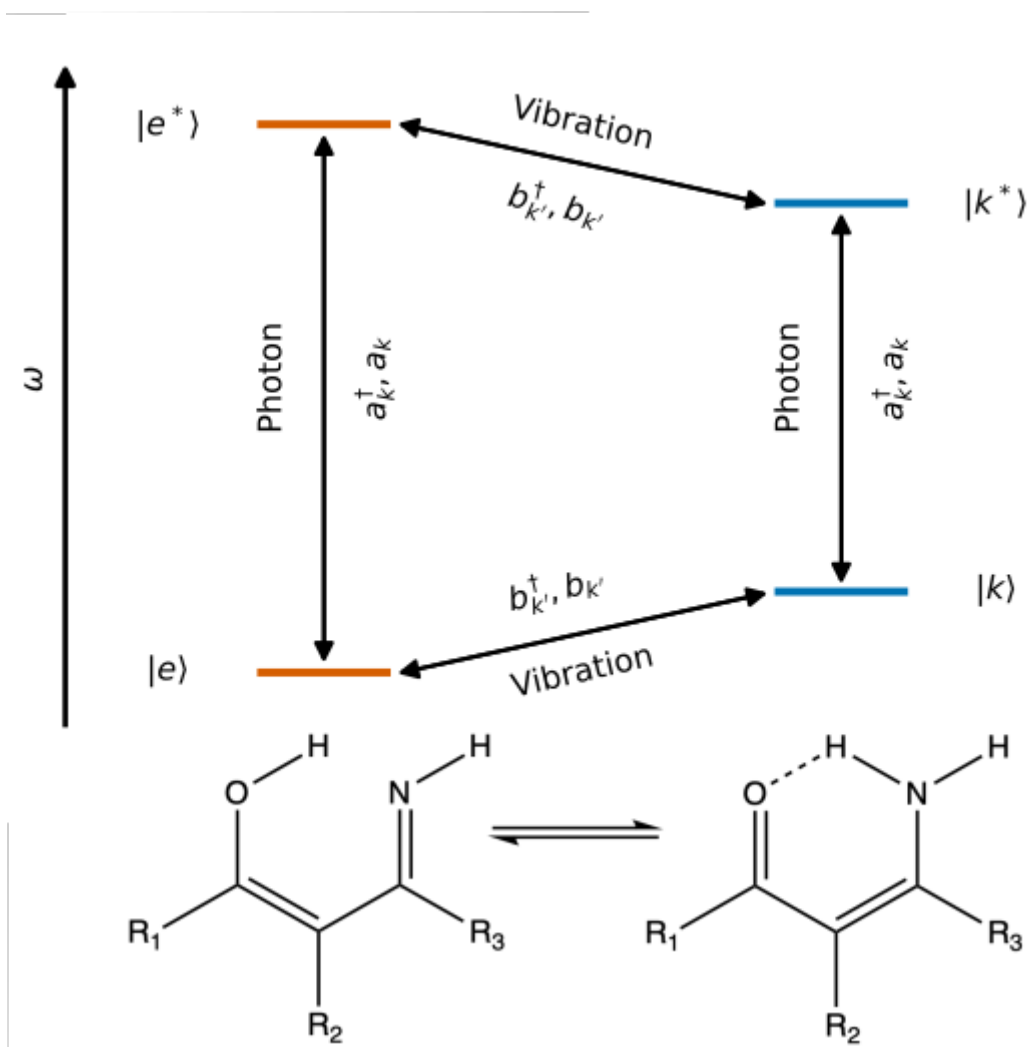 |e*⟩
Vibration
b†k′, bk′
|k*⟩
ω
Photon
a†k, ak
Photon
a†k, ak
b†k′, bk′
|k⟩
|e⟩
Vibration
H
H
O
N
R1
R3
R2
H
H
O
N
R1
R3
R2